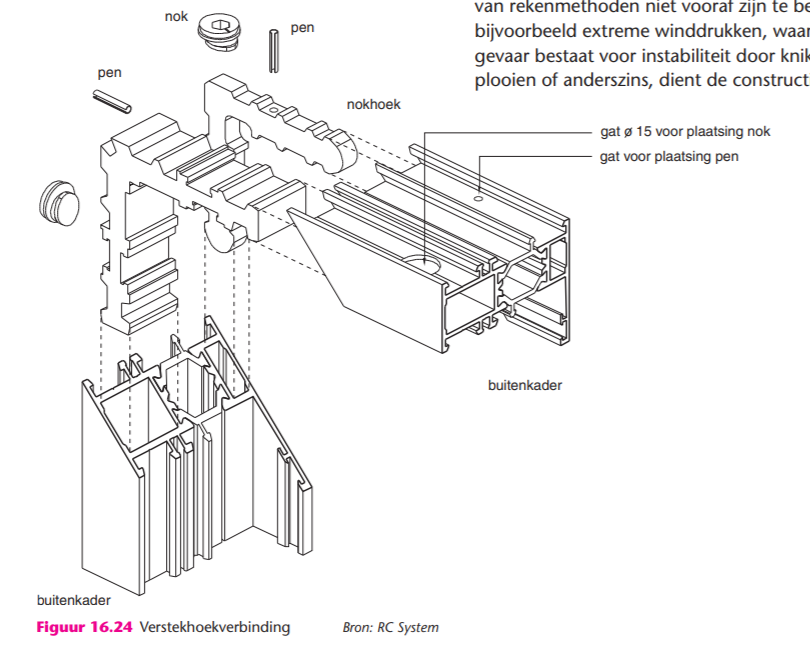 van rekenmethoden niet vooraf zijn te be
bijvoorbeeld extreme winddrukken, waar
gevaar bestaat voor instabiliteit door knik
plooien of anderszins, dient de construct
nok
pen
pen
nokhoek
gat ø 15 voor plaatsing nok
gat voor plaatsing pen
buitenkader
buitenkader
Figuur 16.24 Verstekhoekverbinding Bron: RC System